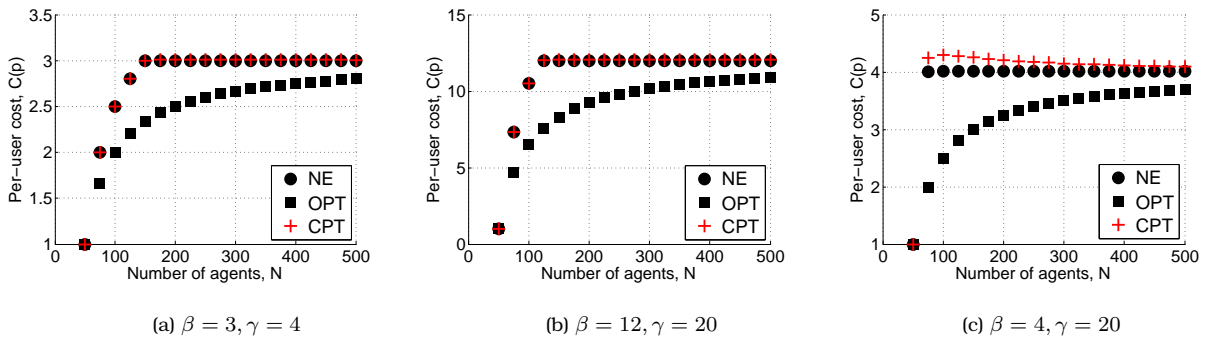 3.5
3
2.5
2
1.5
1
0 100 200 300 400 500
Per−user cost, C(p)
Number of agents, N
NE
OPT
CPT
(a) β = 3, γ = 4
15
10
5
0
0 100 200 300 400 500
Per−user cost, C(p)
Number of agents, N
NE
OPT
CPT
(b) β = 12, γ = 20
5
4
3
2
1
0 100 200 300 400 500
Per−user cost, C(p)
Number of agents, N
NE
OPT
CPT
(c) β = 4, γ = 20